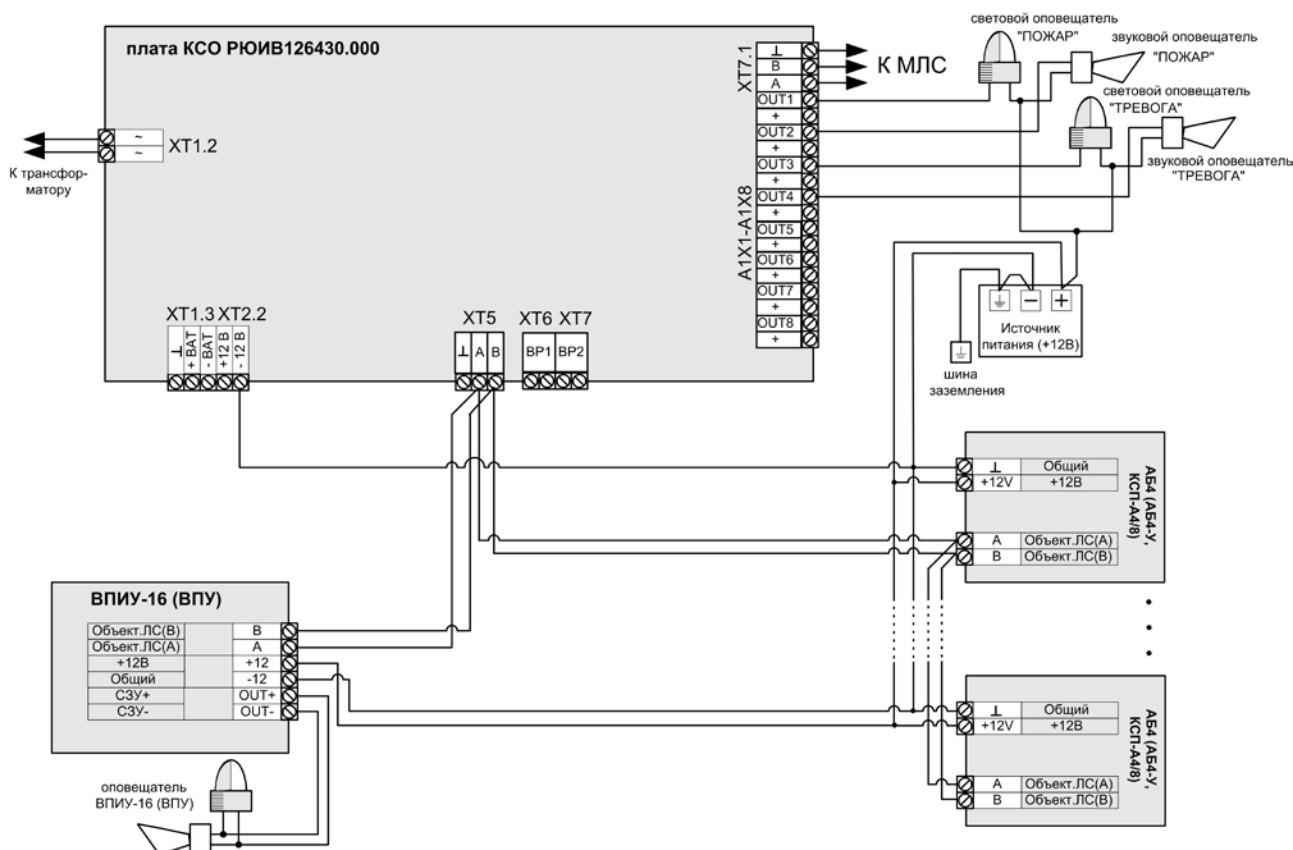 плата КСО РЮИВ126430.000
К трансфор-
матору
~
~
XT1.2
XT7.1
⊥
B
A
OUT1
+
OUT2
+
OUT3
+
OUT4
+
OUT5
+
OUT6
+
OUT7
+
OUT8
+
A1X1-A1X8
К МЛС
световой оповещатель
"ПОЖАР"
звуковой оповещатель
"ПОЖАР"
световой оповещатель
"ТРЕВОГА"
звуковой оповещатель
"ТРЕВОГА"
⏚ − +
Источник
питания (+12В)
шина
заземления
XT1.3 XT2.2
⊥
+ BAT
- BAT
+12 В
- 12 В
XT5
⊥ A B
XT6 XT7
BP1 BP2
⊥ Общий
+12V +12В
A Объект.ЛС(А)
B Объект.ЛС(В)
АБ4 (АБ4-У,
КСП-А4/8)
ВПИУ-16 (ВПУ)
Объект.ЛС(В) B
Объект.ЛС(А) A
+12В +12
Общий -12
СЗУ+ OUT+
СЗУ- OUT-
⊥ Общий
+12V +12В
A Объект.ЛС(А)
B Объект.ЛС(В)
АБ4 (АБ4-У,
КСП-А4/8)
оповещатель
ВПИУ-16 (ВПУ)